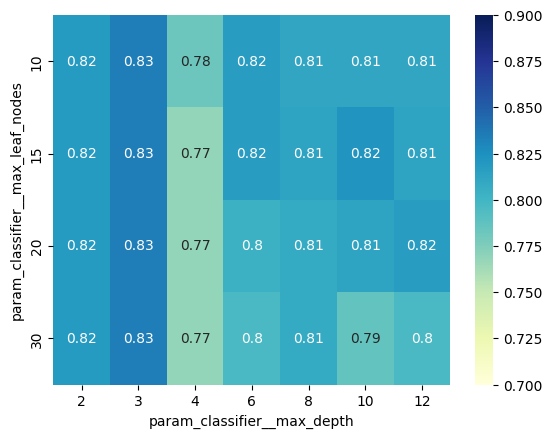 0.900
0.875
0.850
0.825
0.800
0.775
0.750
0.725
0.700
param_classifier__max_leaf_nodes
10 0.82 0.83 0.78 0.82 0.81 0.81 0.81
15 0.82 0.83 0.77 0.82 0.81 0.82 0.81
20 0.82 0.83 0.77 0.8 0.81 0.81 0.82
30 0.82 0.83 0.77 0.8 0.81 0.79 0.8
2 3 4 6 8 10 12
param_classifier__max_depth